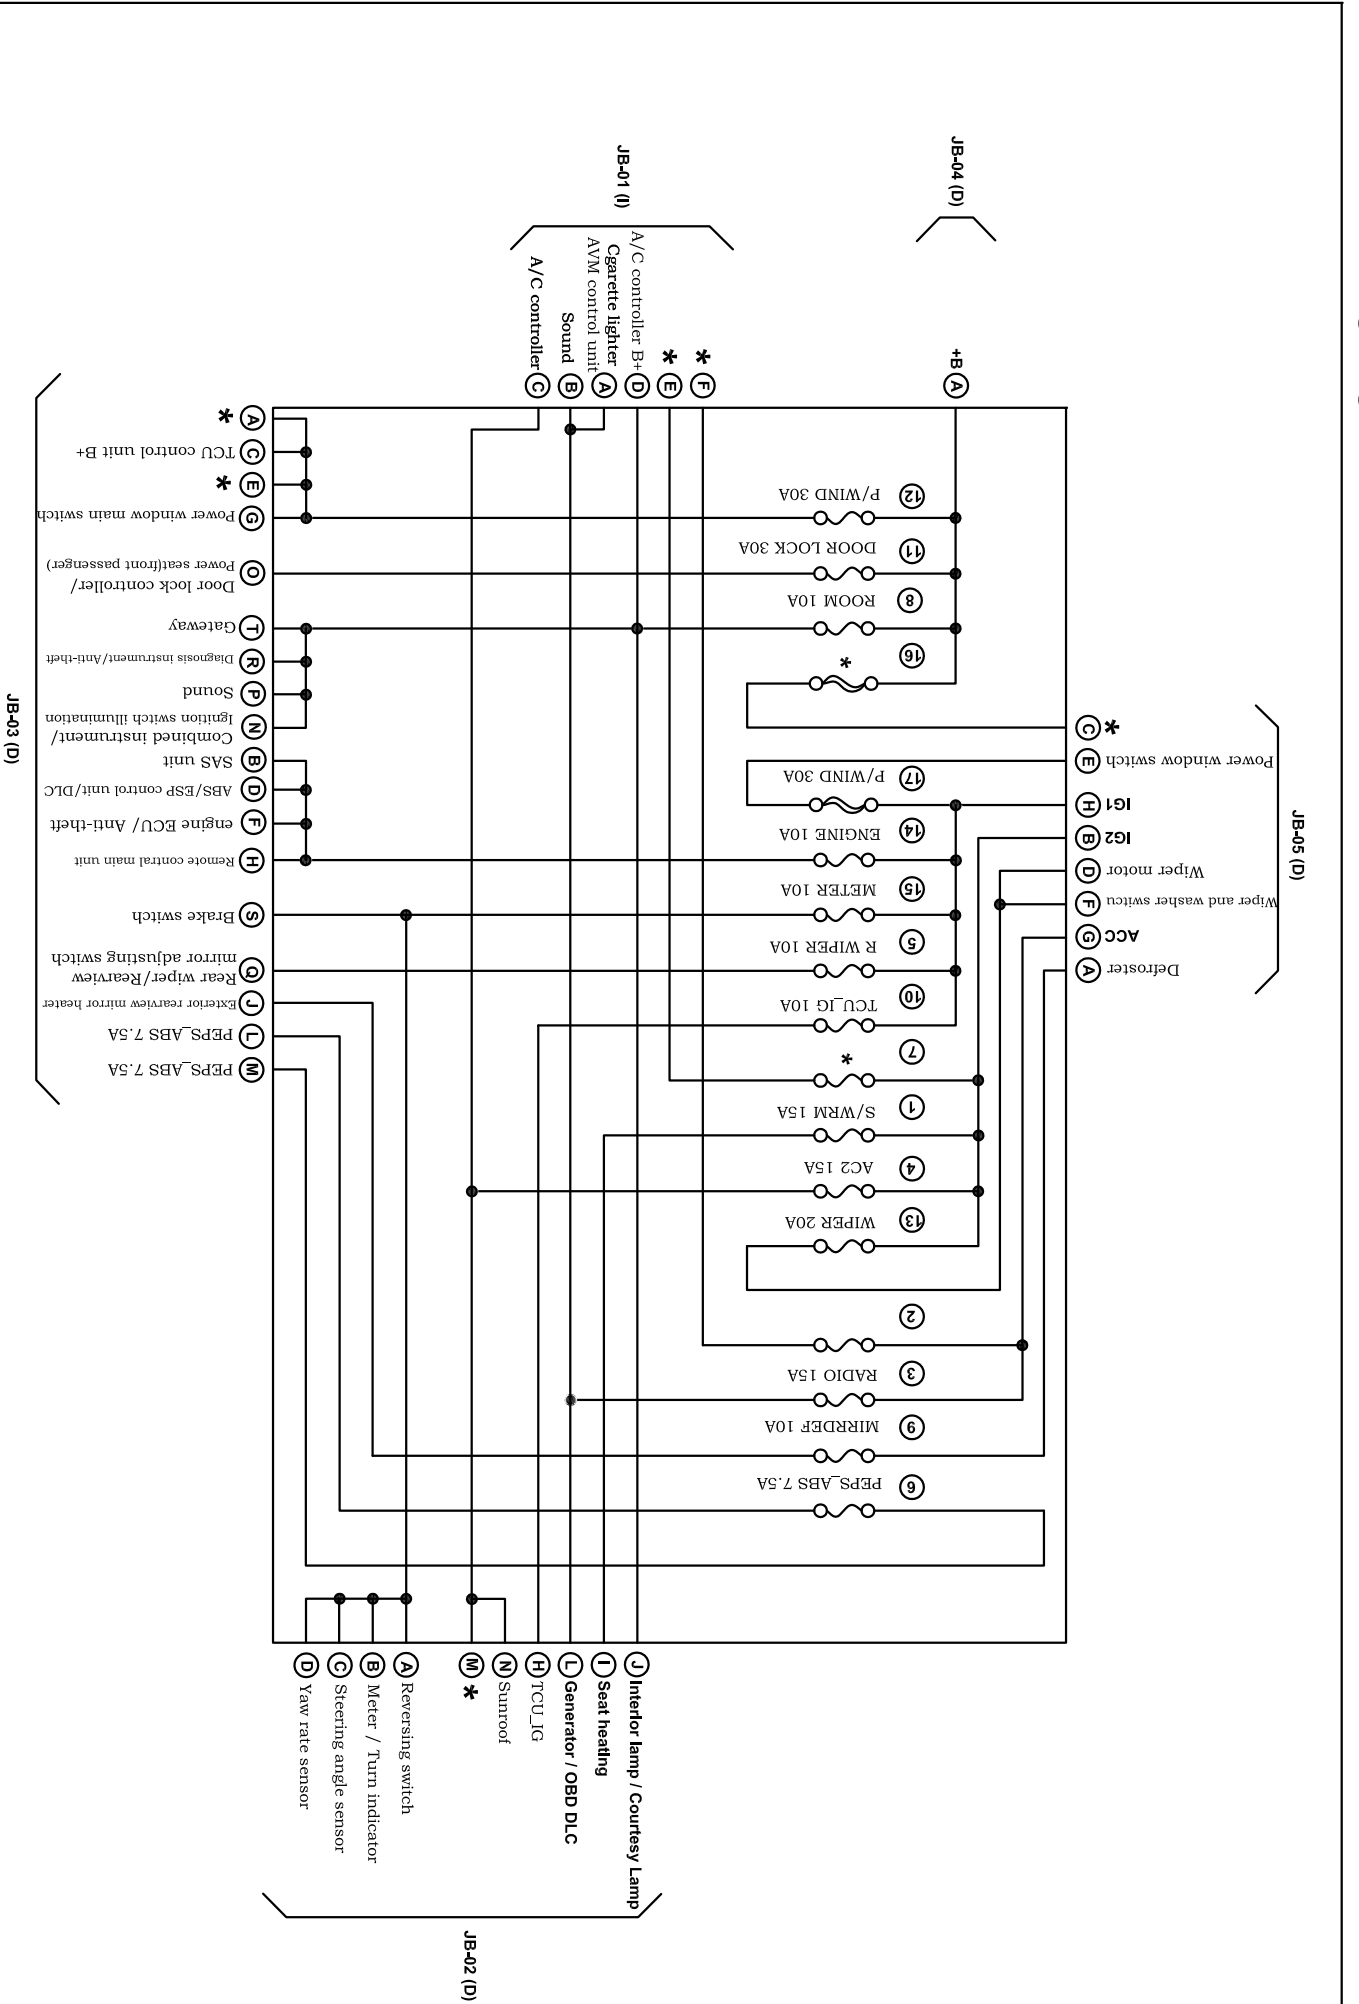 JB-04 (D)
+B A
JB-01 (I)
* F
* E
A/C controller B+ D
Cgarette lighter A
AVM control unit
Sound B
A/C controller C
JB-03 (D)
* A
TCU control unit B+ C
* E
Power window main switch G
Power seat(front passenger)
Door lock controller/ O
Gateway T
Diagnosis instrument/Anti-theft R
Sound P
Ignition switch illumination
Combined instrument/ N
SAS unit B
ABS/ESP control unit/DLC D
engine ECU/ Anti-theft F
Remote contral main unit H
Brake switch S
mirror adjusting switch
Rear wiper/Rearview Q
Exterior rearview mirror heater J
PEPS_ABS 7.5A L
PEPS_ABS 7.5A M
P/WIND 30A 12
DOOR LOCK 30A 11
ROOM 10A 8
* 16
P/WIND 30A 17
ENGINE 10A 14
METER 10A 15
R WIPER 10A 5
TCU_IG 10A 10
* 7
S/WRM 15A 1
AC2 15A 4
WIPER 20A 13
2
RADIO 15A 3
MIRRDEF 10A 9
PEPS_ABS 7.5A 6
JB-05 (D)
C *
E Power window switch
H IG1
B IG2
D Wiper motor
F Wiper and washer switcu
G ACC
A Defroster
JB-02 (D)
J Interior lamp / Courtesy Lamp
I Seat heating
L Generator / OBD DLC
H TCU_IG
N Sunroof
M *
A Reversing switch
B Meter / Turn indicator
C Steering angle sensor
D Yaw rate sensor